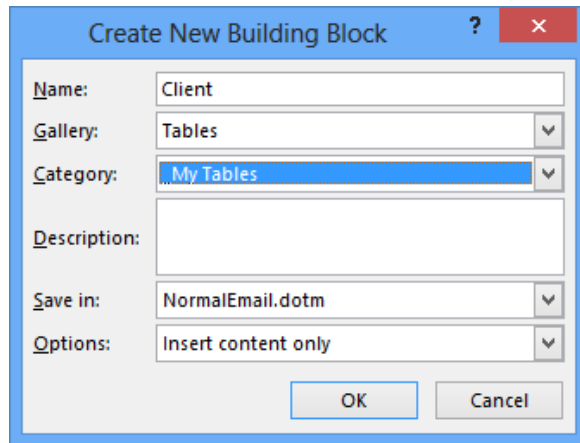 Create New Building Block ? ×
Name: Client
Gallery: Tables
Category: _My Tables
Description:
Save in: NormalEmail.dotm
Options: Insert content only
OK Cancel